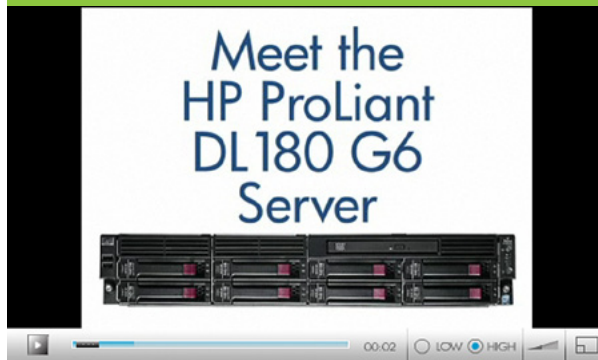 Meet the
HP ProLiant
DL180 G6
Server
00:02 LOW HIGH